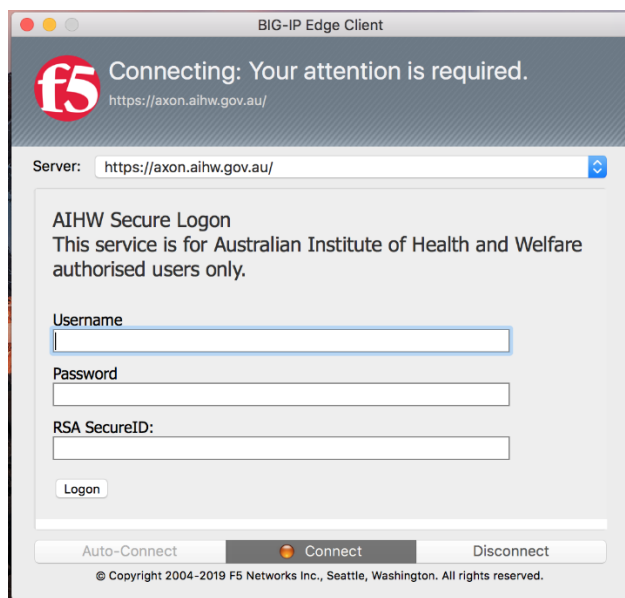 BIG-IP Edge Client
f5
Connecting: Your attention is required.
https://axon.aihw.gov.au/
Server: https://axon.aihw.gov.au/
AIHW Secure Logon
This service is for Australian Institute of Health and Welfare
authorised users only.
Username
Password
RSA SecureID:
Logon
Auto-Connect Connect Disconnect
© Copyright 2004-2019 F5 Networks Inc., Seattle, Washington. All rights reserved.